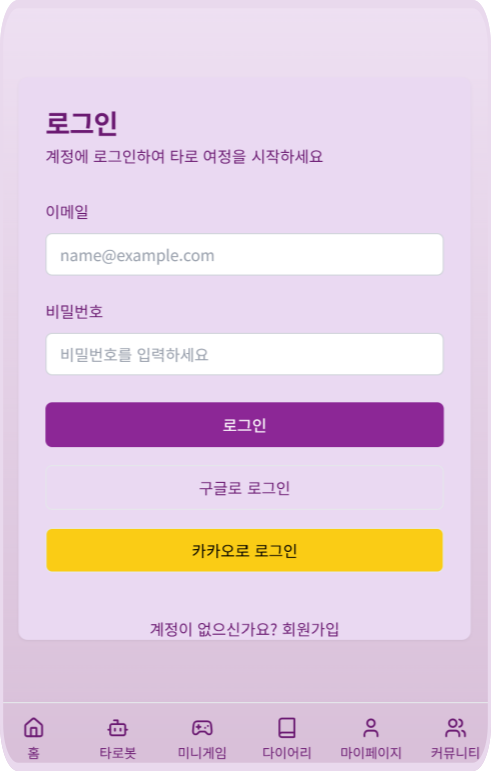 로그인
계정에 로그인하여 타로 여정을 시작하세요
이메일
name@example.com
비밀번호
비밀번호를 입력하세요
로그인
구글로 로그인
카카오로 로그인
계정이 없으신가요? 회원가입
홈 타로봇 미니게임 다이어리 마이페이지 커뮤니티